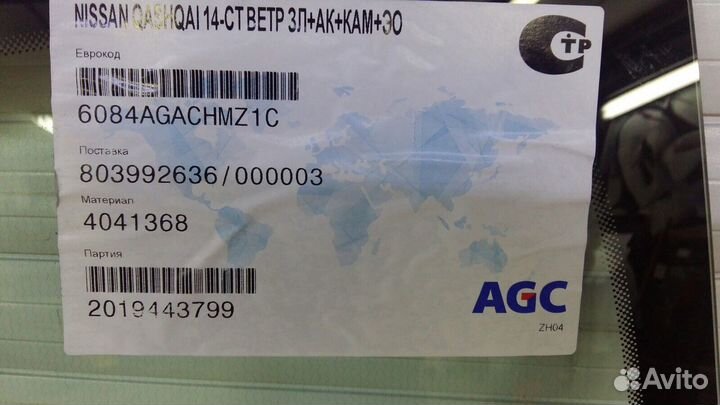 NISSAN QASHQAI 14-СТ ВЕТР ЗЛ+АК+КАМ+ЭО
Еврокод
6084AGACHMZ1C
Поставка
803992636/000003
Материал
4041368
Партия
2019443799
СТР
AGC
ZH04
Avito